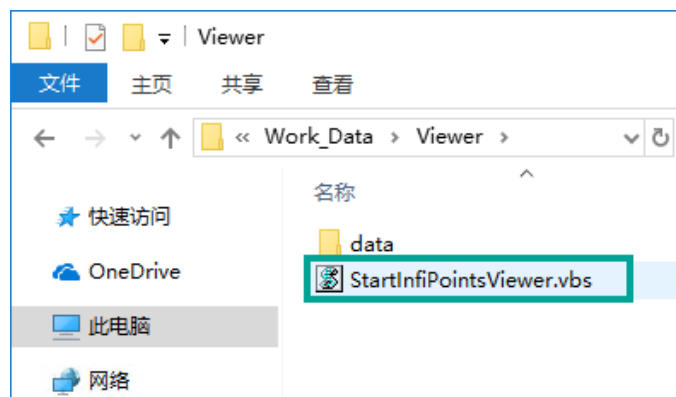 Viewer
文件 主页 共享 查看
« Work_Data › Viewer ›
名称
快速访问
data
OneDrive
StartInfiPointsViewer.vbs
此电脑
网络